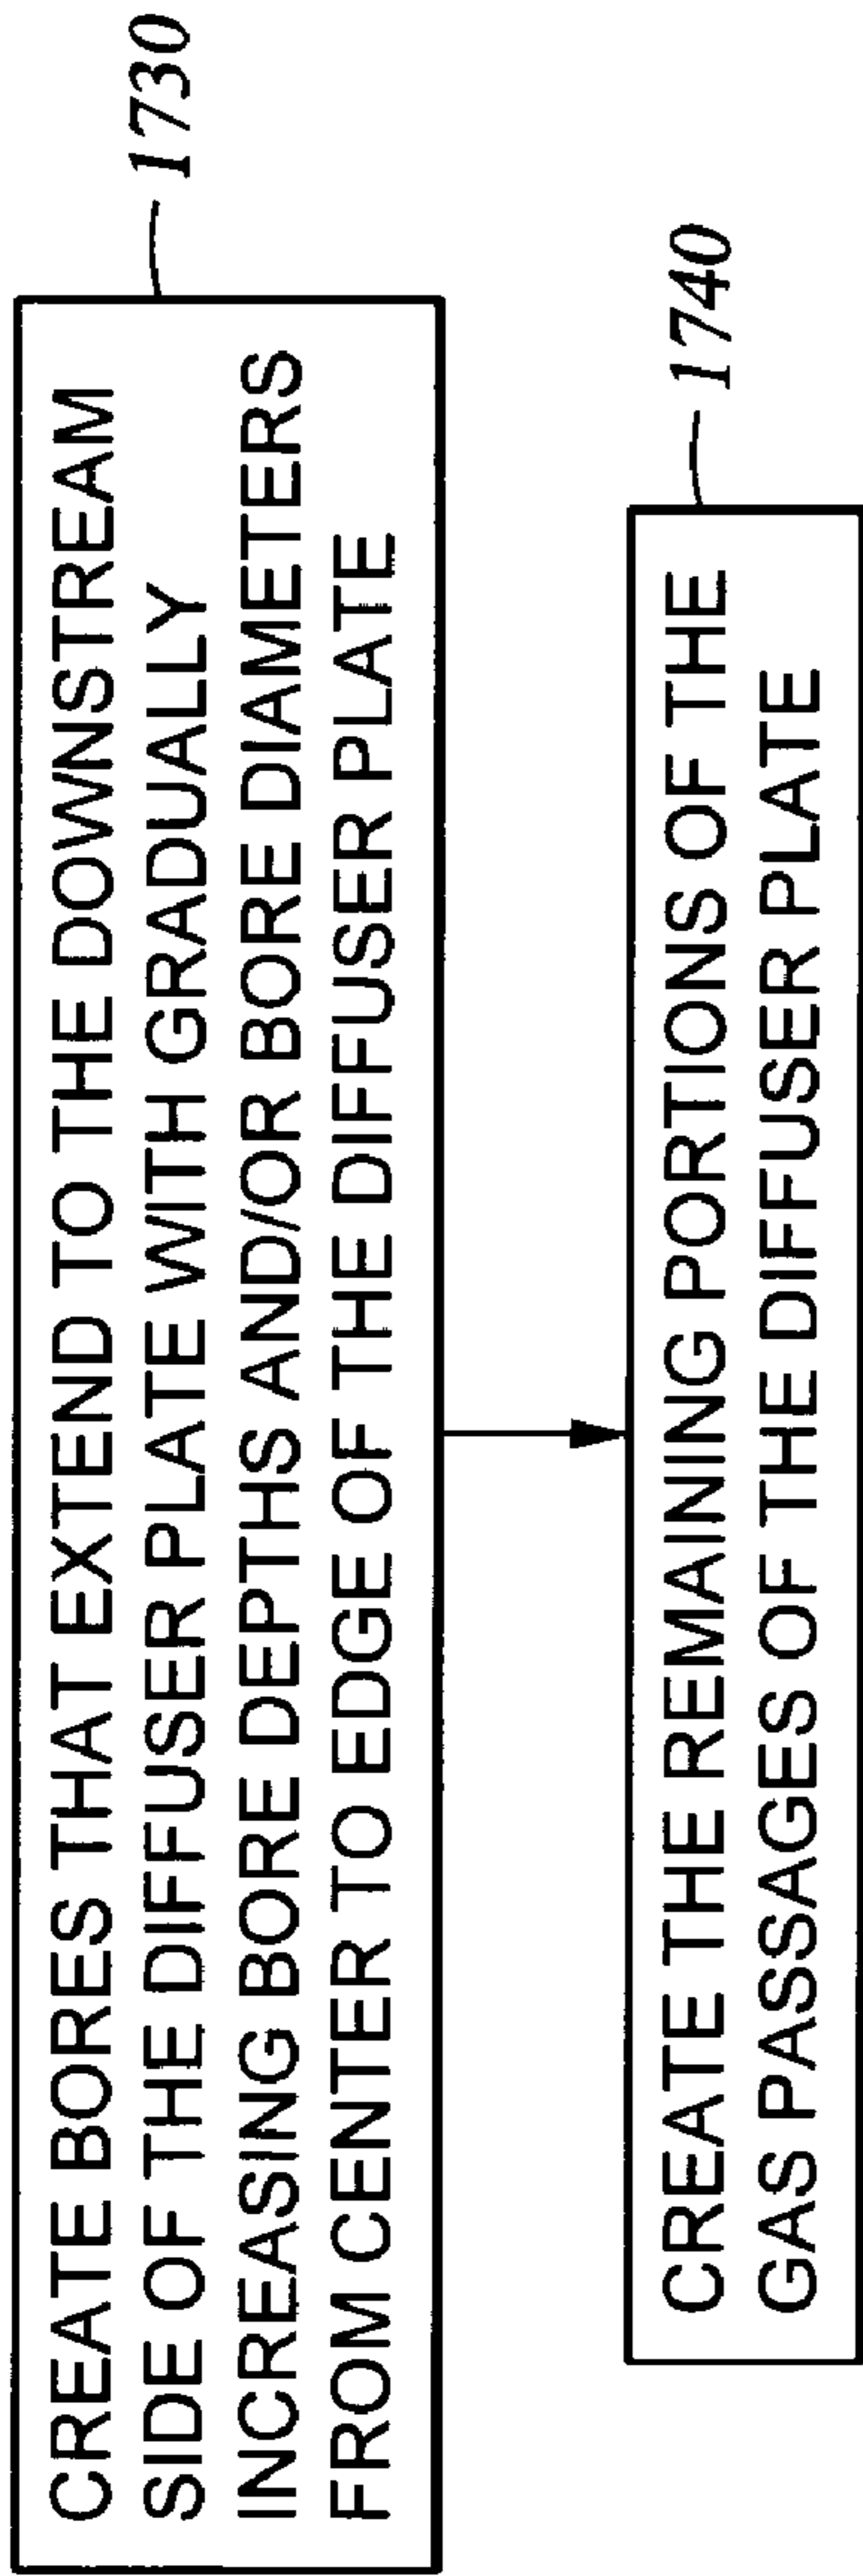 CREATE BORES THAT EXTEND TO THE DOWNSTREAM
SIDE OF THE DIFFUSER PLATE WITH GRADUALLY
INCREASING BORE DEPTHS AND/OR BORE DIAMETERS
FROM CENTER TO EDGE OF THE DIFFUSER PLATE
1730
CREATE THE REMAINING PORTIONS OF THE
GAS PASSAGES OF THE DIFFUSER PLATE
1740